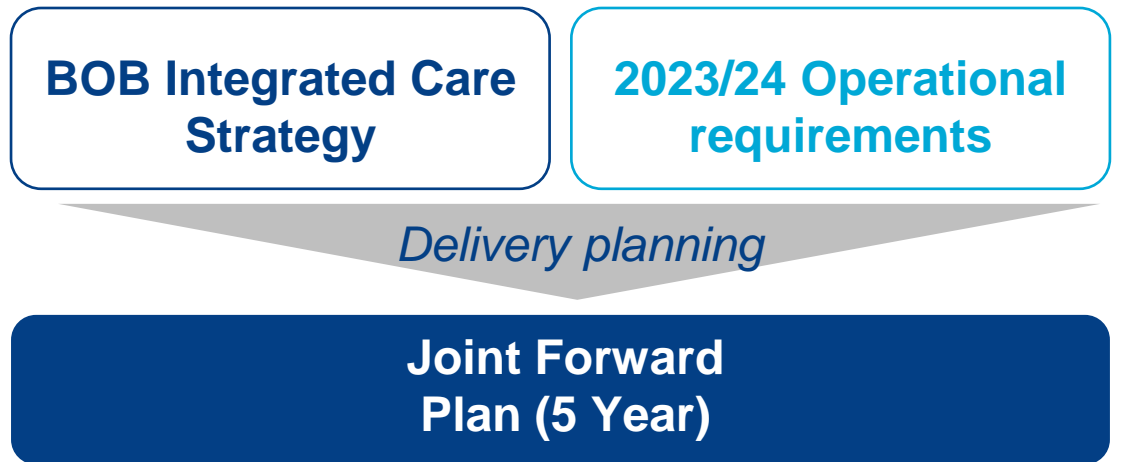 BOB Integrated Care
Strategy
2023/24 Operational
requirements
Delivery planning
Joint Forward
Plan (5 Year)